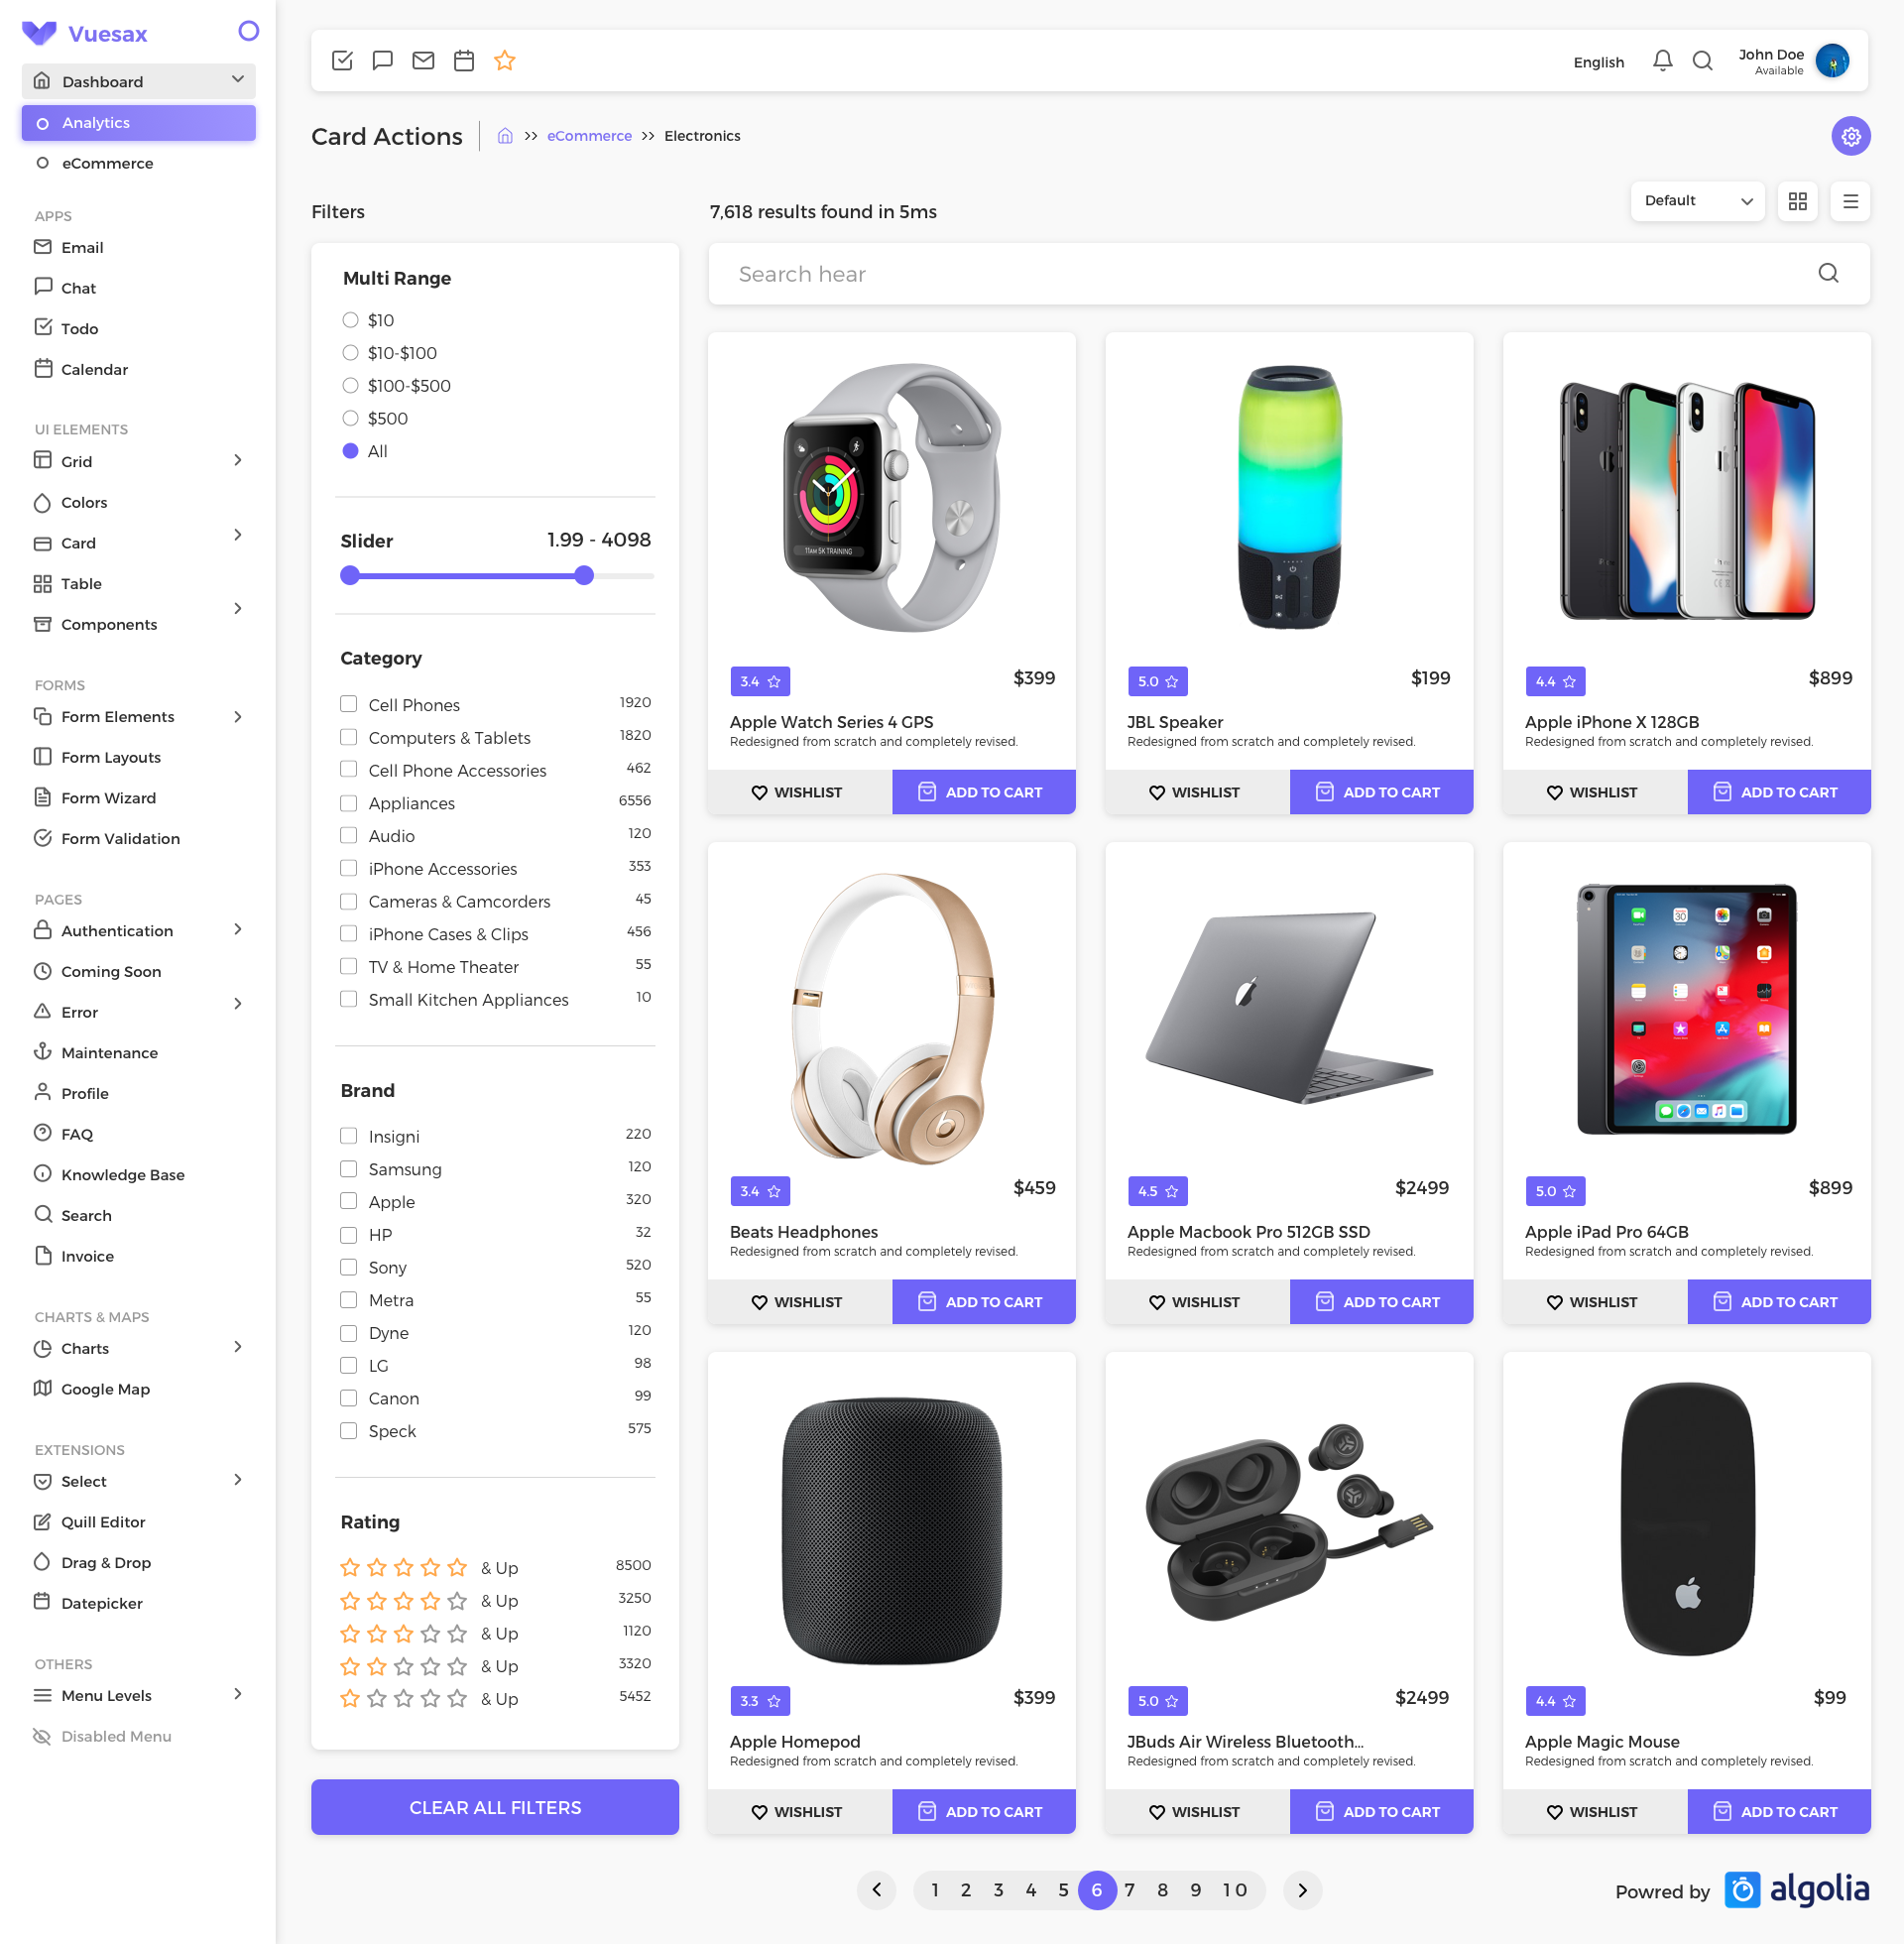 Vuesax
Dashboard
Analytics
eCommerce
APPS
Email
Chat
Todo
Calendar
UI ELEMENTS
Grid
Colors
Card
Table
Components
FORMS
Form Elements
Form Layouts
Form Wizard
Form Validation
PAGES
Authentication
Coming Soon
Error
Maintenance
Profile
FAQ
Knowledge Base
Search
Invoice
CHARTS & MAPS
Charts
Google Map
EXTENSIONS
Select
Quill Editor
Drag & Drop
Datepicker
OTHERS
Menu Levels
Disabled Menu
English
John Doe
Available
Card Actions
>> eCommerce >> Electronics
Filters
7,618 results found in 5ms
Default
Search hear
Multi Range
$10
$10-$100
$100-$500
$500
All
Slider 1.99 - 4098
Category
Cell Phones 1920
Computers & Tablets 1820
Cell Phone Accessories 462
Appliances 6556
Audio 120
iPhone Accessories 353
Cameras & Camcorders 45
iPhone Cases & Clips 456
TV & Home Theater 55
Small Kitchen Appliances 10
Brand
Insigni 220
Samsung 120
Apple 320
HP 32
Sony 520
Metra 55
Dyne 120
LG 98
Canon 99
Speck 575
Rating
& Up 8500
& Up 3250
& Up 1120
& Up 3320
& Up 5452
CLEAR ALL FILTERS
11AM 5K TRAINING
3.4 $399
Apple Watch Series 4 GPS
Redesigned from scratch and completely revised.
WISHLIST ADD TO CART
5.0 $199
JBL Speaker
Redesigned from scratch and completely revised.
WISHLIST ADD TO CART
4.4 $899
Apple iPhone X 128GB
Redesigned from scratch and completely revised.
WISHLIST ADD TO CART
3.4 $459
Beats Headphones
Redesigned from scratch and completely revised.
WISHLIST ADD TO CART
4.5 $2499
Apple Macbook Pro 512GB SSD
Redesigned from scratch and completely revised.
WISHLIST ADD TO CART
30
5.0 $899
Apple iPad Pro 64GB
Redesigned from scratch and completely revised.
WISHLIST ADD TO CART
3.3 $399
Apple Homepod
Redesigned from scratch and completely revised.
WISHLIST ADD TO CART
5.0 $2499
JBuds Air Wireless Bluetooth...
Redesigned from scratch and completely revised.
WISHLIST ADD TO CART
4.4 $99
Apple Magic Mouse
Redesigned from scratch and completely revised.
WISHLIST ADD TO CART
1 2 3 4 5 6 7 8 9 10
Powered by algolia